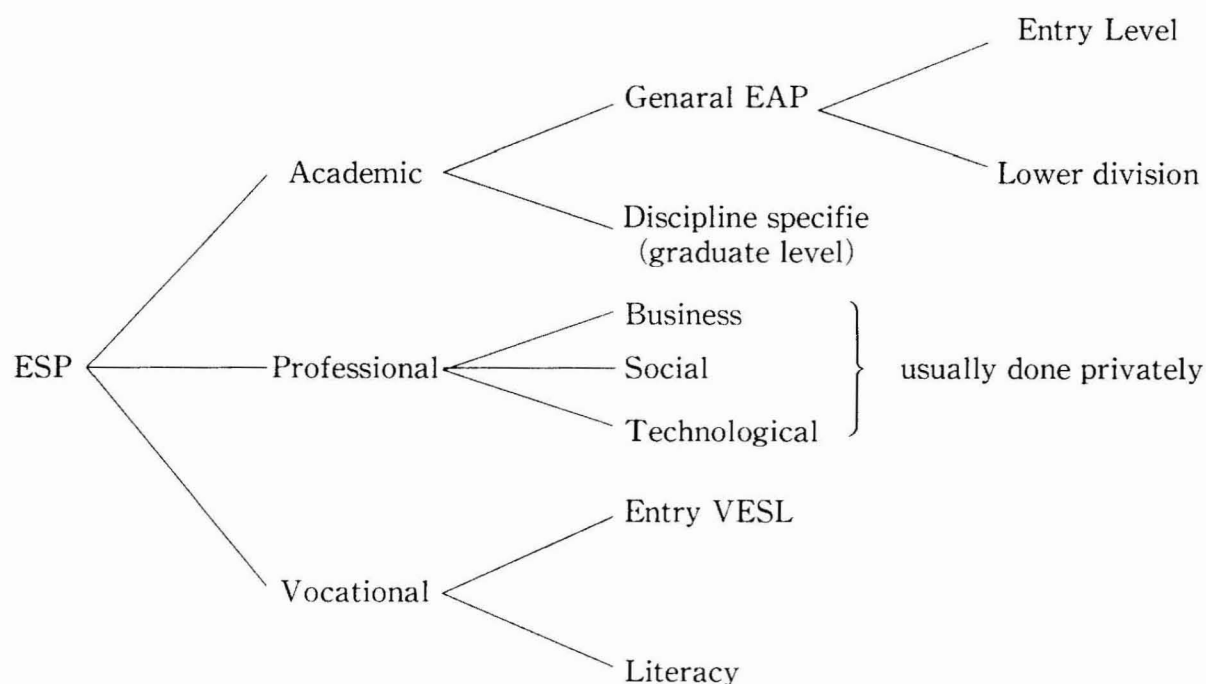 Entry Level
Genaral EAP
Academic
Lower division
Discipline specifie
(graduate level)
Business
ESP
Professional
Social
usually done privately
Technological
Entry VESL
Vocational
Literacy